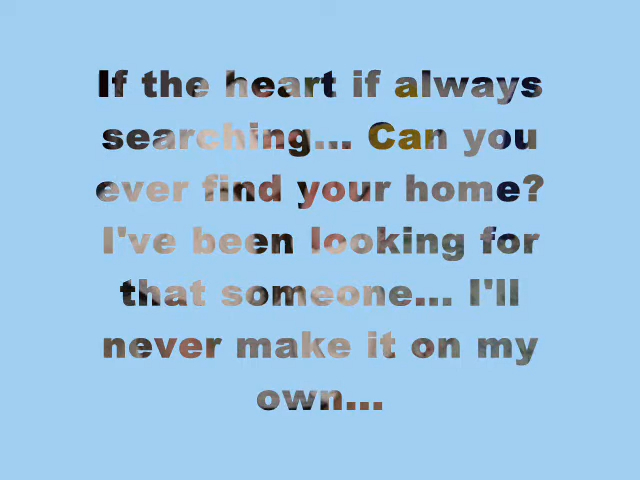 If the heart if always
searching... Can you
ever find your home?
I've been looking for
that someone... I'll
never make it on my
own...